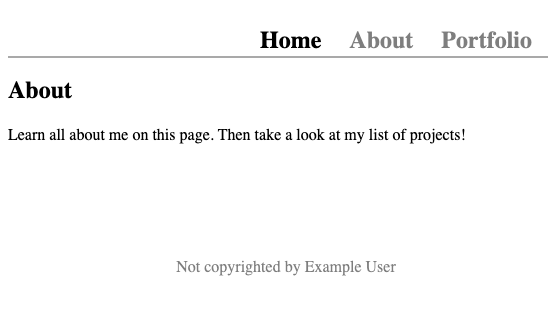 Home About Portfolio
About
Learn all about me on this page. Then take a look at my list of projects!
Not copyrighted by Example User